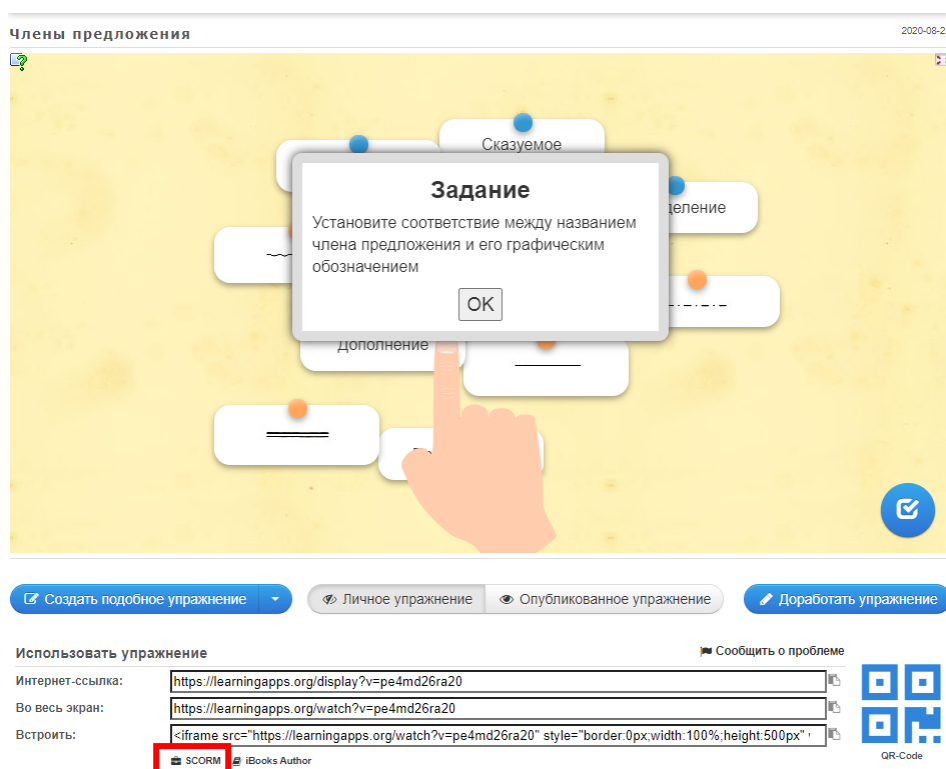 Члены предложения
2020-08-2
Сказуемое
деление
Задание
Установите соответствие между названием
члена предложения и его графическим
обозначением
OK
Дополнение
Создать подобное упражнение
Личное упражнение
Опубликованное упражнение
Доработать упражнение
Использовать упражнение
Сообщить о проблеме
Интернет-ссылка:
https://learningapps.org/display?v=pe4md26ra20
Во весь экран:
https://learningapps.org/watch?v=pe4md26ra20
Встроить:
<iframe src="https://learningapps.org/watch?v=pe4md26ra20" style="border:0px;width:100%;height:500px"
SCORM
iBooks Author
QR-Code